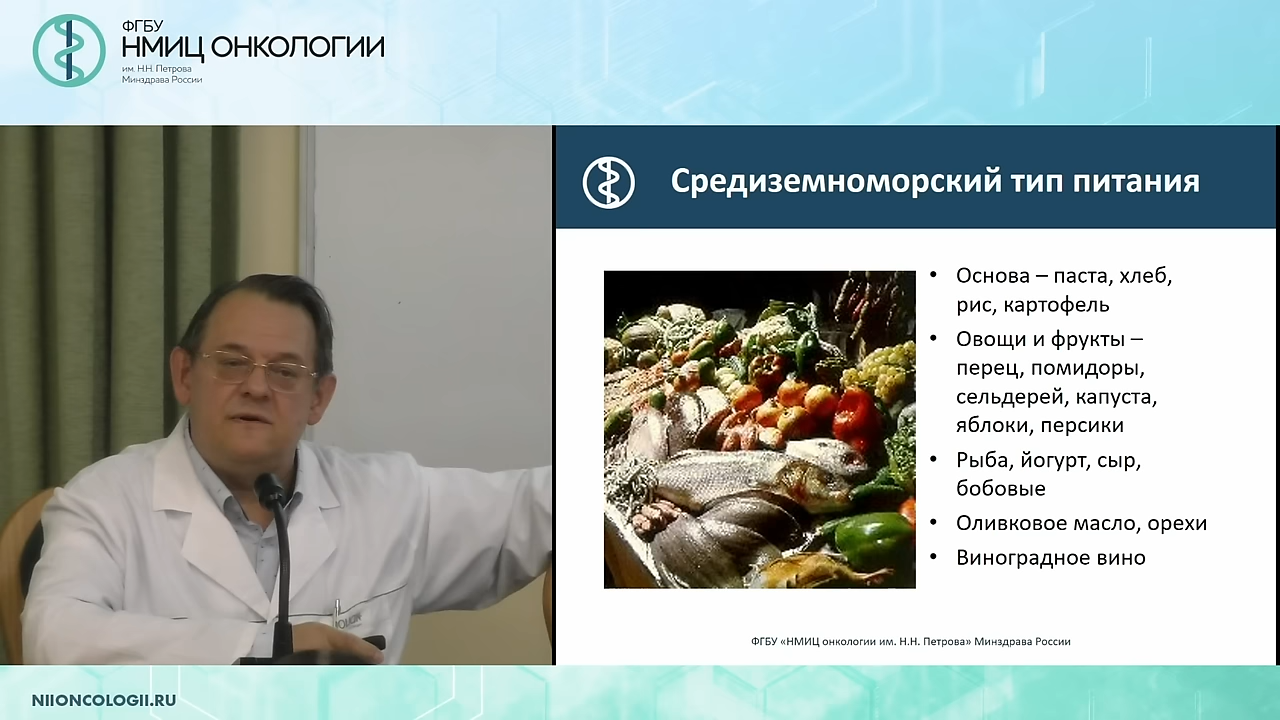 ФГБУ
НМИЦ ОНКОЛОГИИ
им. Н.Н. Петрова
Минздрава России
Средиземноморский тип питания
• Основа – паста, хлеб,
рис, картофель
• Овощи и фрукты –
перец, помидоры,
сельдерей, капуста,
яблоки, персики
• Рыба, йогурт, сыр,
бобовые
• Оливковое масло, орехи
• Виноградное вино
ФГБУ «НМИЦ онкологии им. Н.Н. Петрова» Минздрава России
NIIONCOLOGII.RU